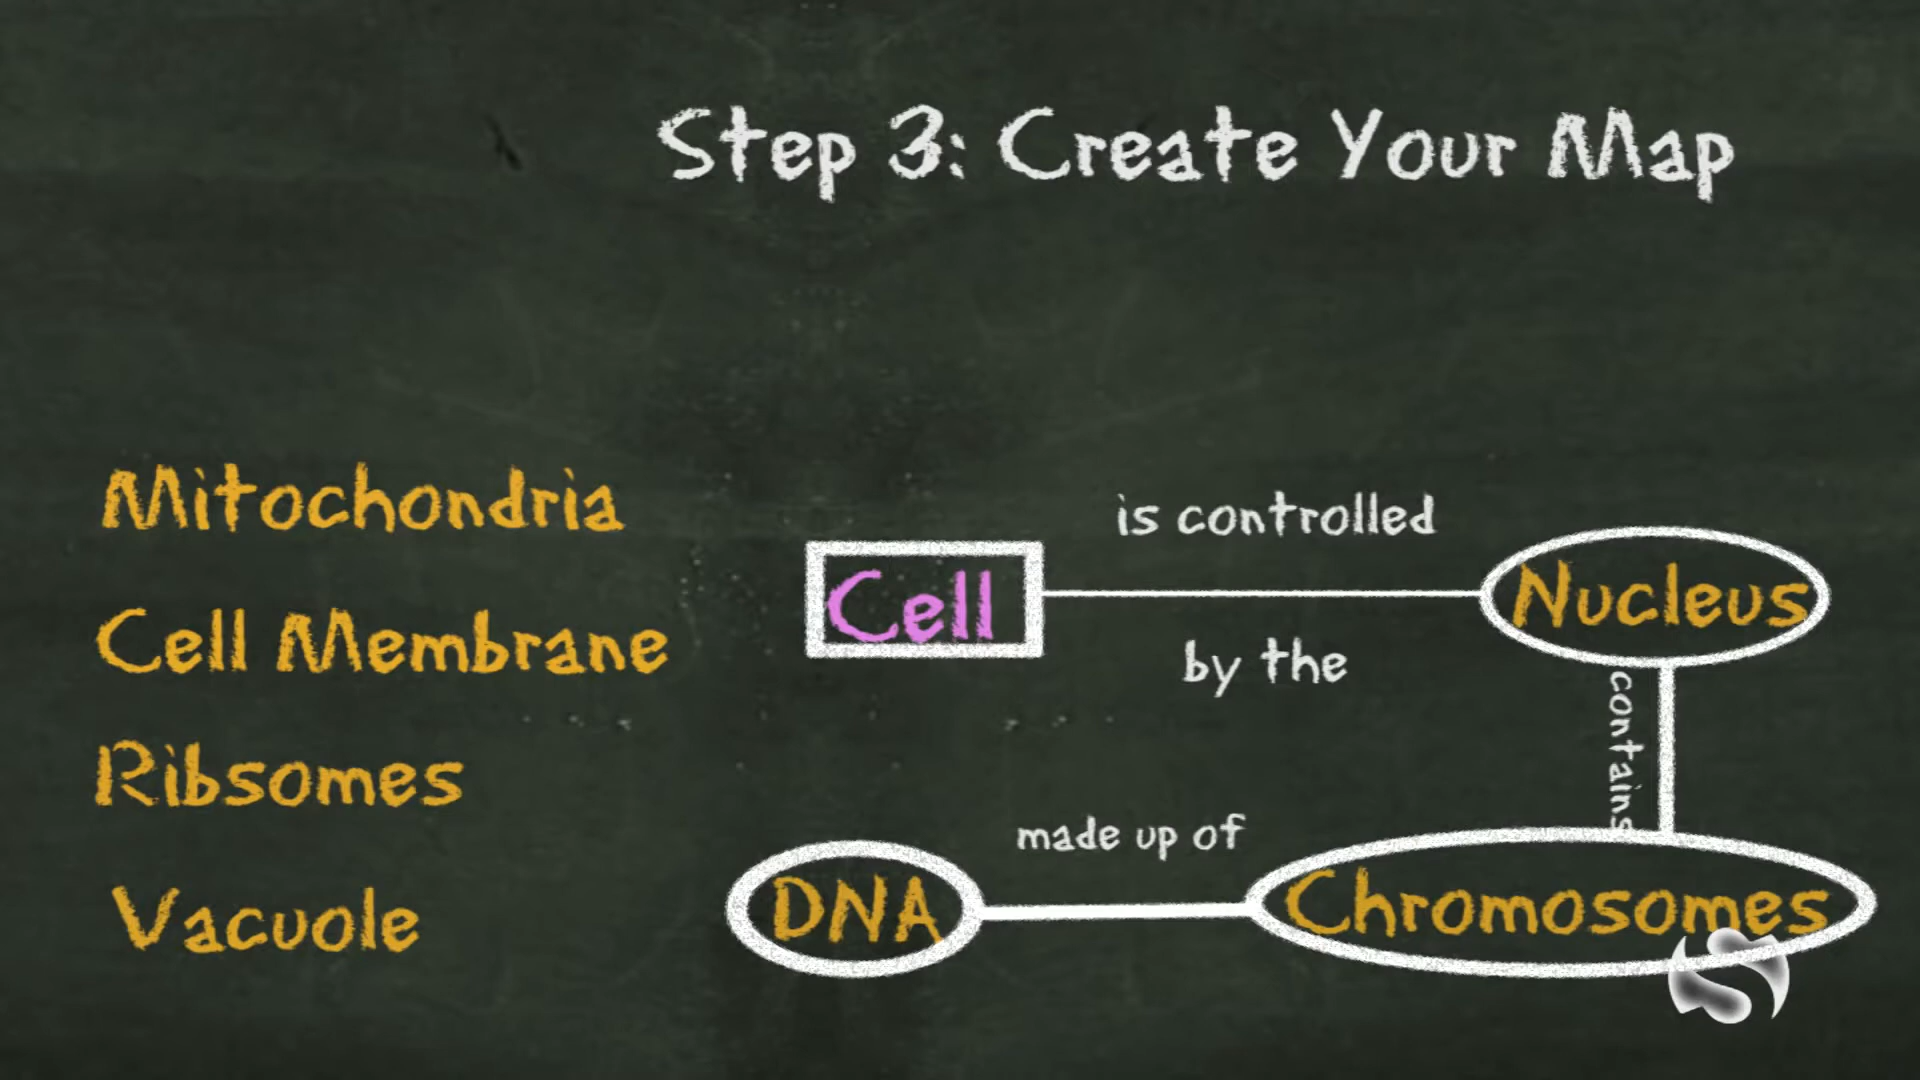 Step 3: Create Your Map
Mitochondria
Cell Membrane
Ribsomes
Vacuole
Cell
is controlled
by the
Nucleus
contains
Chromosomes
made up of
DNA